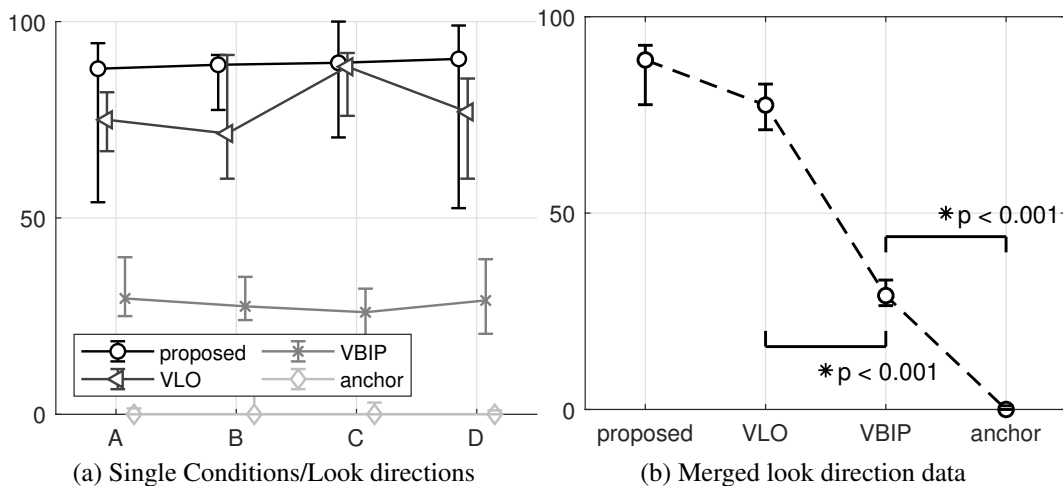 100
50
0
A B C D
proposed VBIP
VLO anchor
(a) Single Conditions/Look directions
100
50
0
* p < 0.001
* p < 0.001
proposed VLO VBIP anchor
(b) Merged look direction data